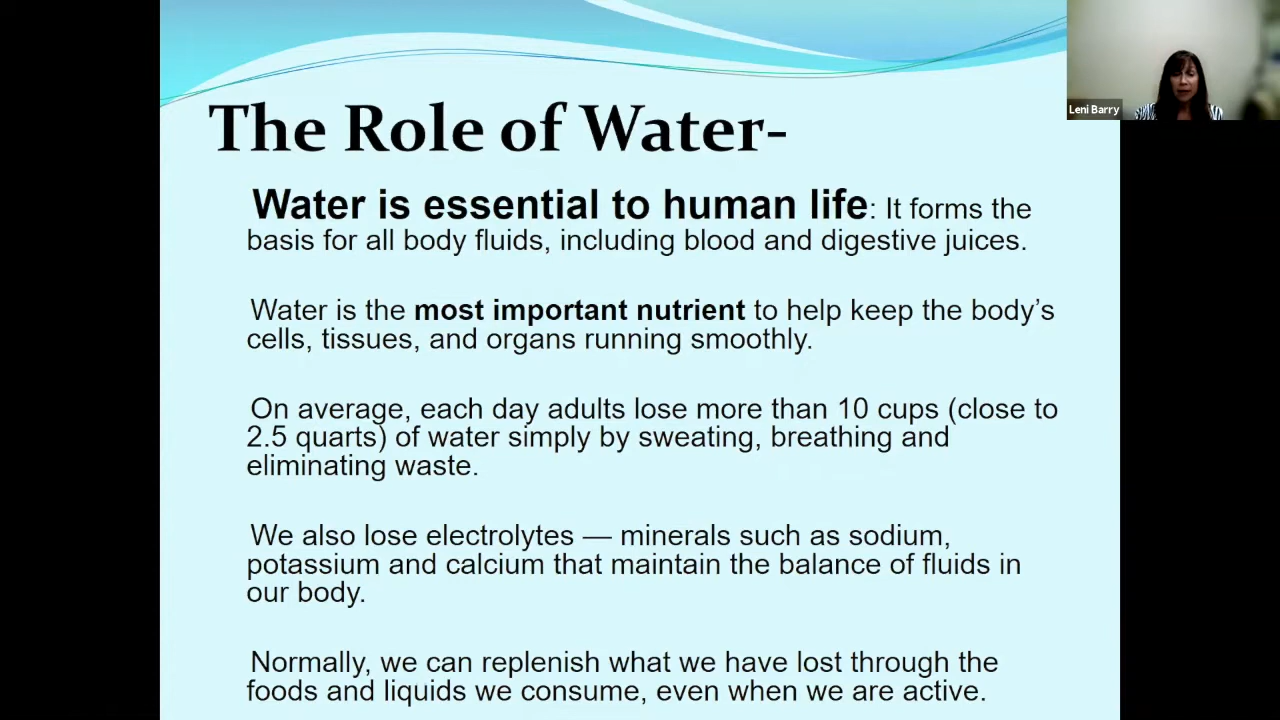 The Role of Water-
Water is essential to human life: It forms the
basis for all body fluids, including blood and digestive juices.
Water is the most important nutrient to help keep the body’s
cells, tissues, and organs running smoothly.
On average, each day adults lose more than 10 cups (close to
2.5 quarts) of water simply by sweating, breathing and
eliminating waste.
We also lose electrolytes — minerals such as sodium,
potassium and calcium that maintain the balance of fluids in
our body.
Normally, we can replenish what we have lost through the
foods and liquids we consume, even when we are active.
Leni Barry